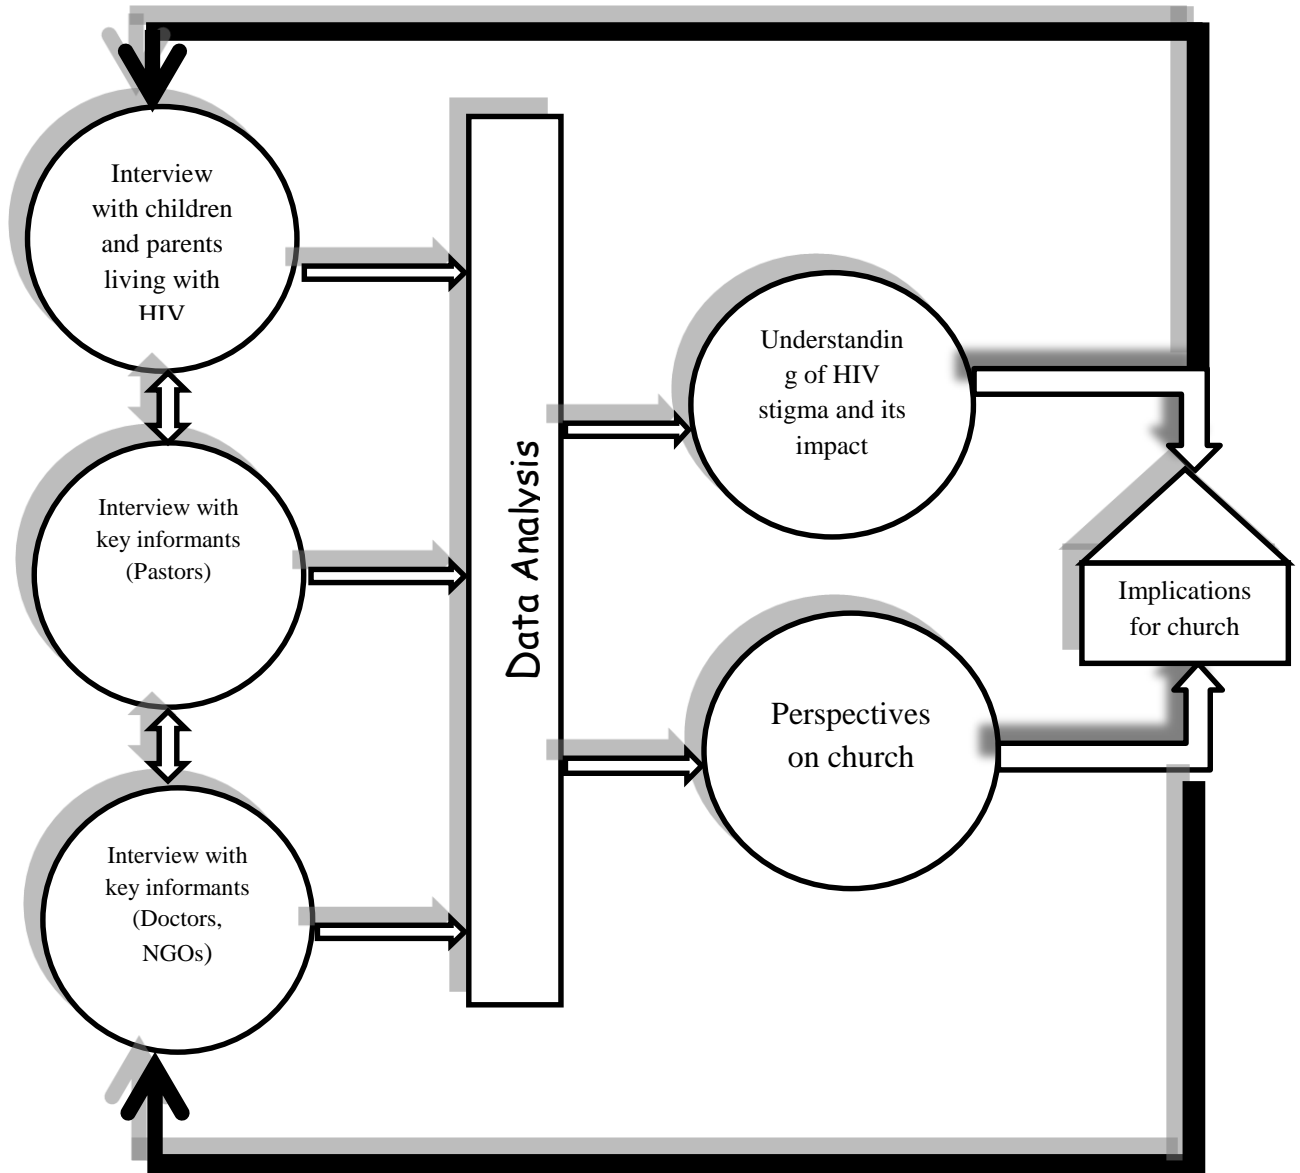 Interview
with children
and parents
living with
HIV
Interview with
key informants
(Pastors)
Interview with
key informants
(Doctors,
NGOs)
Data Analysis
Understandin
g of HIV
stigma and its
impact
Perspectives
on church
Implications
for church